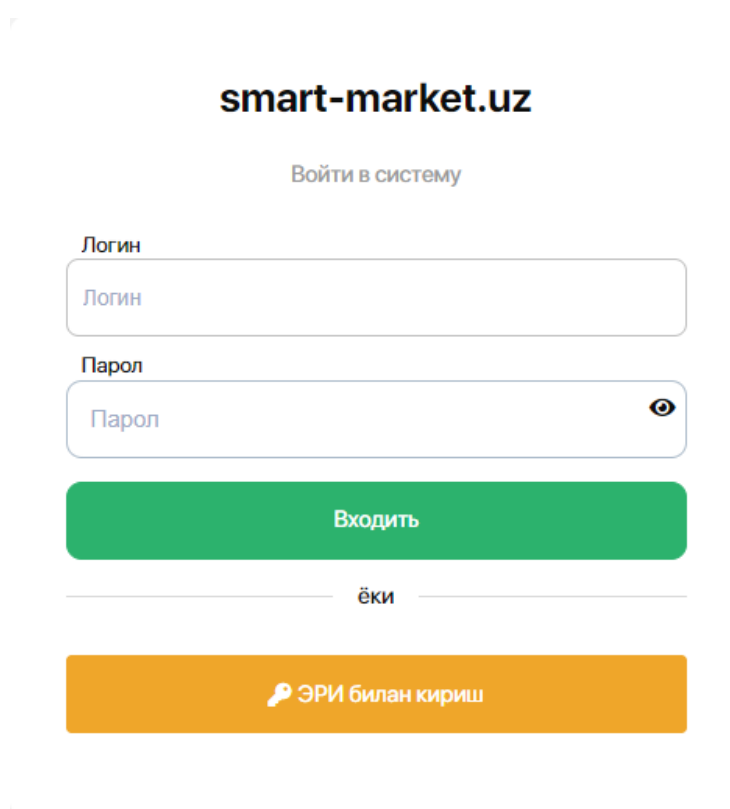 smart-market.uz
Войти в систему
Логин
Логин
Парол
Парол
Входить
ёки
ЭРИ билан кириш